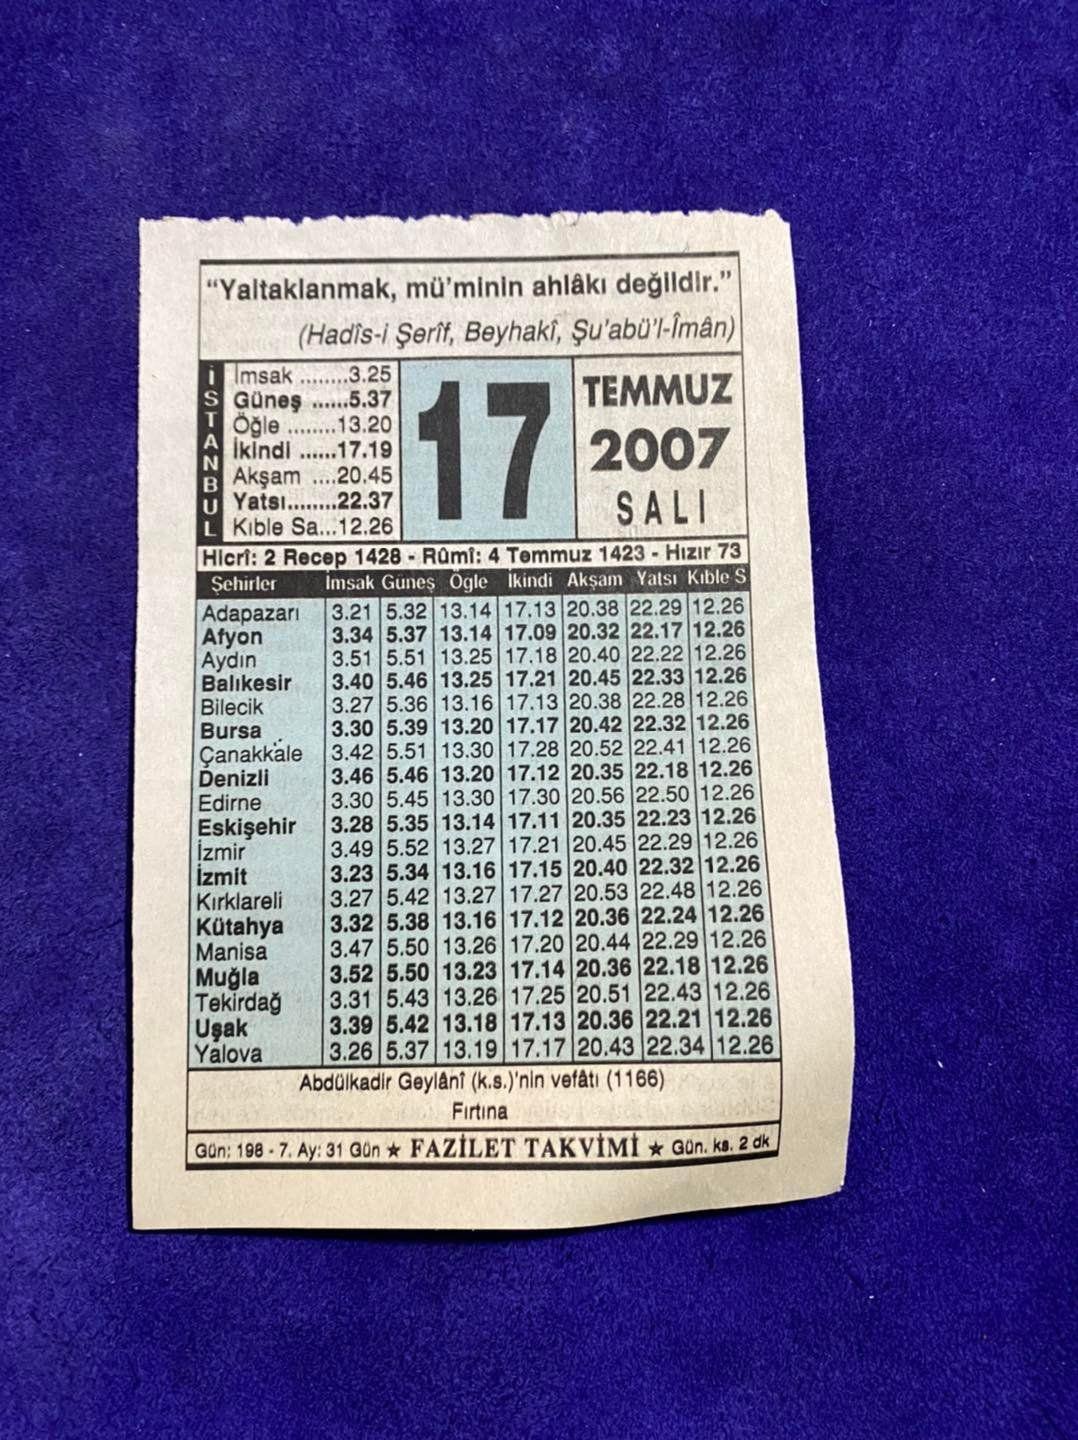 “Yaltaklanmak, mü’minin ahlâkı değildir.”
(Hadîs-i Şerîf, Beyhakî, Şu’abü’l-Îmân)
İSTANBUL
İmsak ........3.25
Güneş ......5.37
Öğle ........13.20
İkindi ......17.19
Akşam ....20.45
Yatsı........22.37
Kıble Sa...12.26
17
TEMMUZ
2007
SALI
Hicrî: 2 Recep 1428 - Rûmî: 4 Temmuz 1423 - Hızır 73
Şehirler İmsak Güneş Öğle İkindi Akşam Yatsı Kıble S
Adapazarı 3.21 5.32 13.14 17.13 20.38 22.29 12.26
Afyon 3.34 5.37 13.14 17.09 20.32 22.17 12.26
Aydın 3.51 5.51 13.25 17.18 20.40 22.22 12.26
Balıkesir 3.40 5.46 13.25 17.21 20.45 22.33 12.26
Bilecik 3.27 5.36 13.16 17.13 20.38 22.28 12.26
Bursa 3.30 5.39 13.20 17.17 20.42 22.32 12.26
Çanakkale 3.42 5.51 13.30 17.28 20.52 22.41 12.26
Denizli 3.46 5.46 13.20 17.12 20.35 22.18 12.26
Edirne 3.30 5.45 13.30 17.30 20.56 22.50 12.26
Eskişehir 3.28 5.35 13.14 17.11 20.35 22.23 12.26
İzmir 3.49 5.52 13.27 17.21 20.45 22.29 12.26
İzmit 3.23 5.34 13.16 17.15 20.40 22.32 12.26
Kırklareli 3.27 5.42 13.27 17.27 20.53 22.48 12.26
Kütahya 3.32 5.38 13.16 17.12 20.36 22.24 12.26
Manisa 3.47 5.50 13.26 17.20 20.44 22.29 12.26
Muğla 3.52 5.50 13.23 17.14 20.36 22.18 12.26
Tekirdağ 3.31 5.43 13.26 17.25 20.51 22.43 12.26
Uşak 3.39 5.42 13.18 17.13 20.36 22.21 12.26
Yalova 3.26 5.37 13.19 17.17 20.43 22.34 12.26
Abdülkadir Geylânî (k.s.)’nin vefâtı (1166)
Fırtına
Gün: 198 - 7. Ay: 31 Gün ★ FAZİLET TAKVİMİ ★ Gün. ks. 2 dk